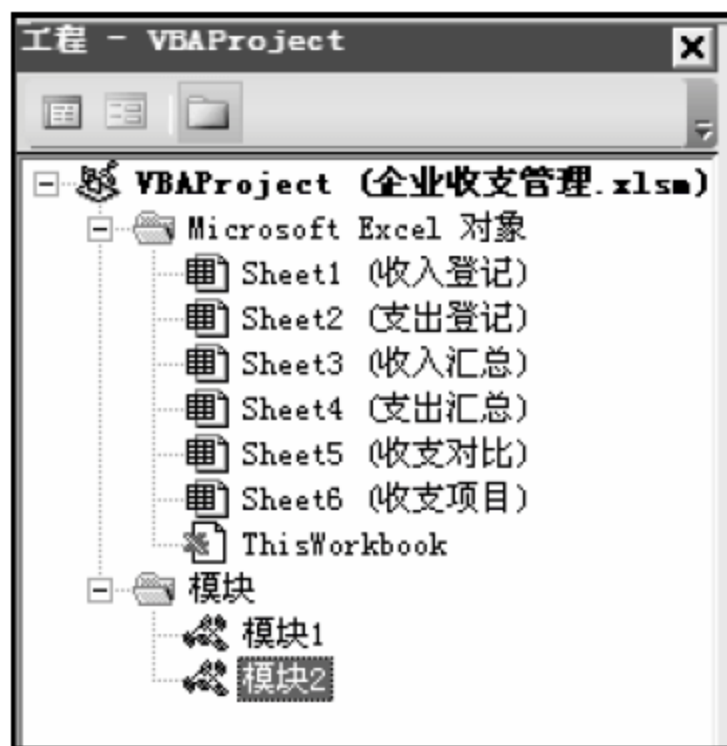 工程 - VBAProject
VBAProject (企业收支管理.xlsm)
Microsoft Excel 对象
Sheet1 (收入登记)
Sheet2 (支出登记)
Sheet3 (收入汇总)
Sheet4 (支出汇总)
Sheet5 (收支对比)
Sheet6 (收支项目)
ThisWorkbook
模块
模块1
模块2